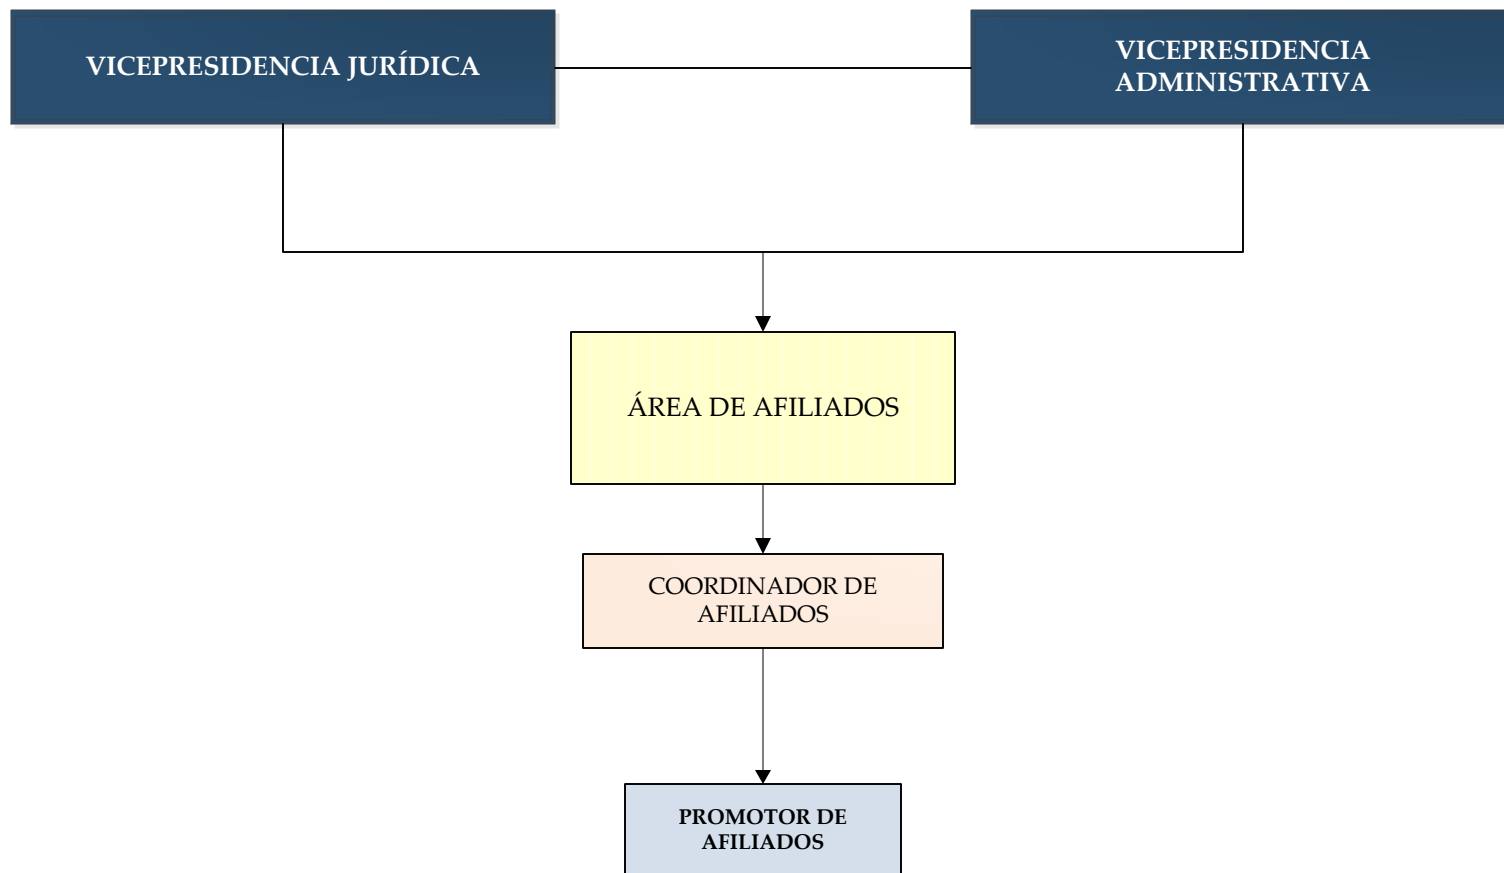 VICEPRESIDENCIA JURÍDICA
VICEPRESIDENCIA
ADMINISTRATIVA
ÁREA DE AFILIADOS
COORDINADOR DE
AFILIADOS
PROMOTOR DE
AFILIADOS